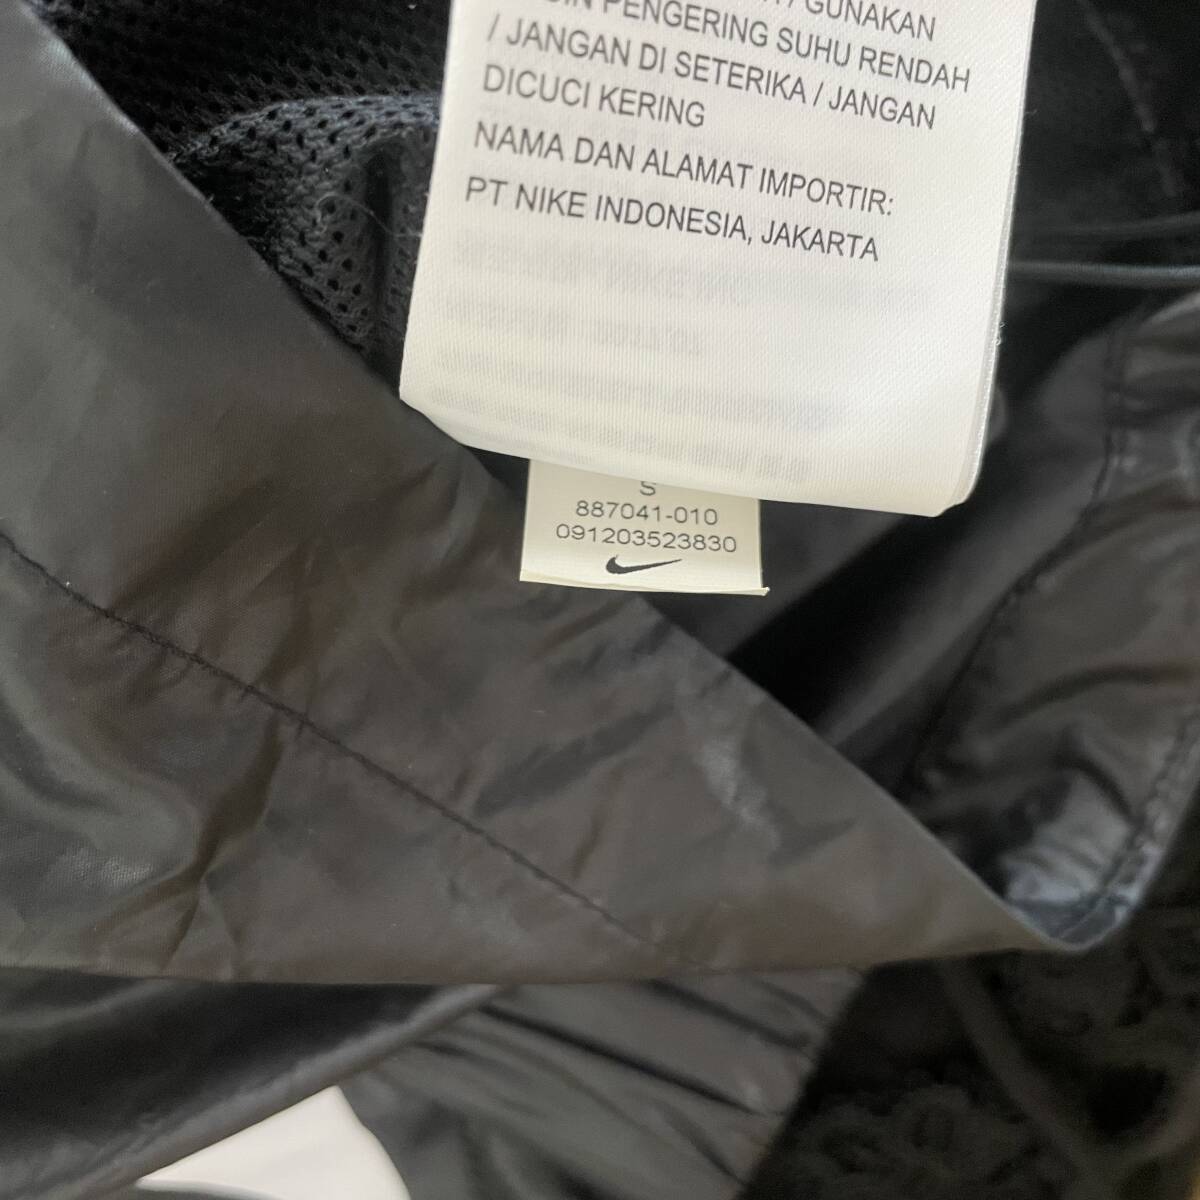 / GUNAKAN
PENGERING SUHU RENDAH
/ JANGAN DI SETERIKA / JANGAN
DICUCI KERING
NAMA DAN ALAMAT IMPORTIR:
PT NIKE INDONESIA, JAKARTA
S
887041-010
091203523830